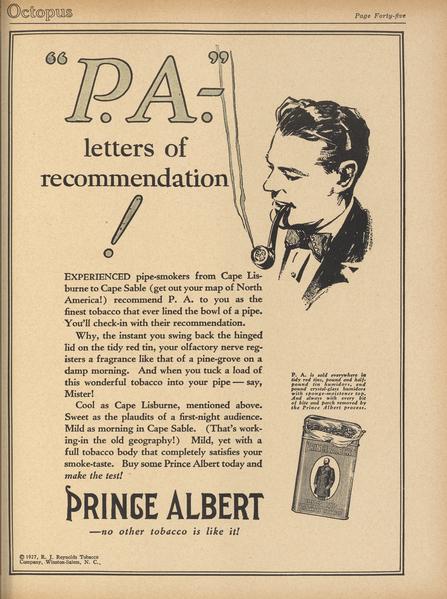 Octopus
Page Forty-five
"P.A.-"
letters of
recommendation
!
EXPERIENCED pipe-smokers from Cape Lis-
burne to Cape Sable (get out your map of North
America!) recommend P. A. to you as the
finest tobacco that ever lined the bowl of a pipe.
You'll check-in with their recommendation.
Why, the instant you swing back the hinged
lid on the tidy red tin, your olfactory nerve reg-
isters a fragrance like that of a pine-grove on a
damp morning. And when you tuck a load of
this wonderful tobacco into your pipe — say,
Mister!
Cool as Cape Lisburne, mentioned above.
Sweet as the plaudits of a first-night audience.
Mild as morning in Cape Sable. (That's work-
ing-in the old geography!) Mild, yet with a
full tobacco body that completely satisfies your
smoke-taste. Buy some Prince Albert today and
make the test!
P. A. is sold everywhere in
tidy red tins, pound and half-
pound tin humidors, and
pound crystal-glass humidors
with sponge-moistener top.
And always with every bit
of bite and parch removed by
the Prince Albert process.
PRINCE ALBERT
—no other tobacco is like it!
© 1927, R. J. Reynolds Tobacco
Company, Winston-Salem, N. C.